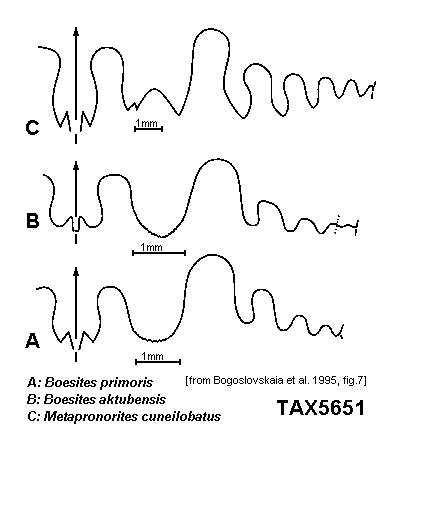 C
1mm
B
1mm
A
1mm
A: Boesites primoris [from Bogoslovskaia et al. 1995, fig.7]
B: Boesites aktubensis
C: Metapronorites cuneilobatus
TAX5651